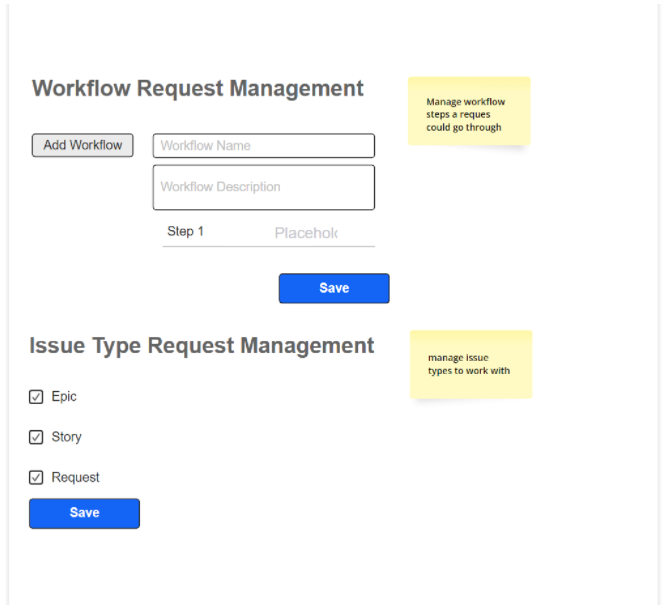 Workflow Request Management
Manage workflow
steps a reques
could go through
Add Workflow
Workflow Name
Workflow Description
Step 1
Placehol
Save
Issue Type Request Management
manage issue
types to work with
Epic
Story
Request
Save